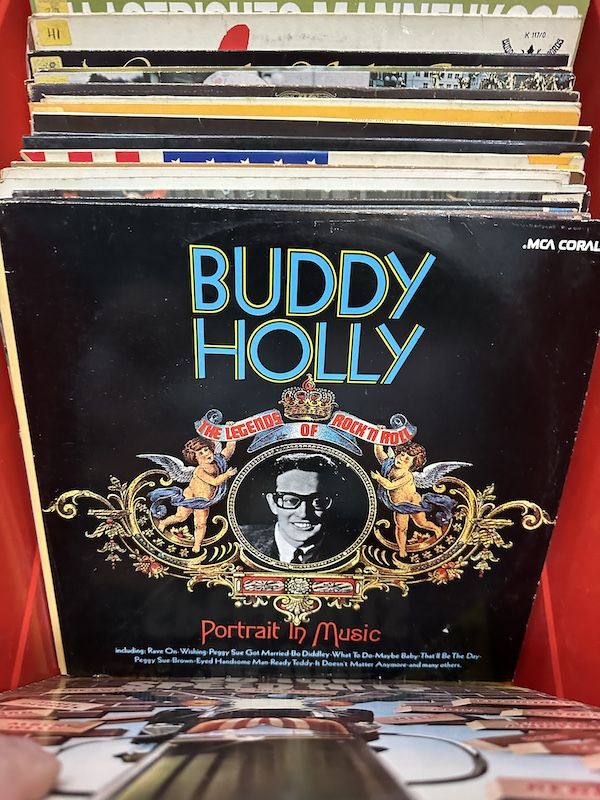 41
K 117/0
.MCA CORAL
BUDDY
HOLLY
THE LEGENDS OF ROCK'N ROLL
Portrait In Music
including: Rave On-Wishing-Peggy Sue Got Married-Bo Diddley-What To Do-Maybe Baby-That'll Be The Day-
Peggy Sue-Brown-Eyed Handsome Man-Ready Teddy-It Doesn't Matter Anymore-and many others.